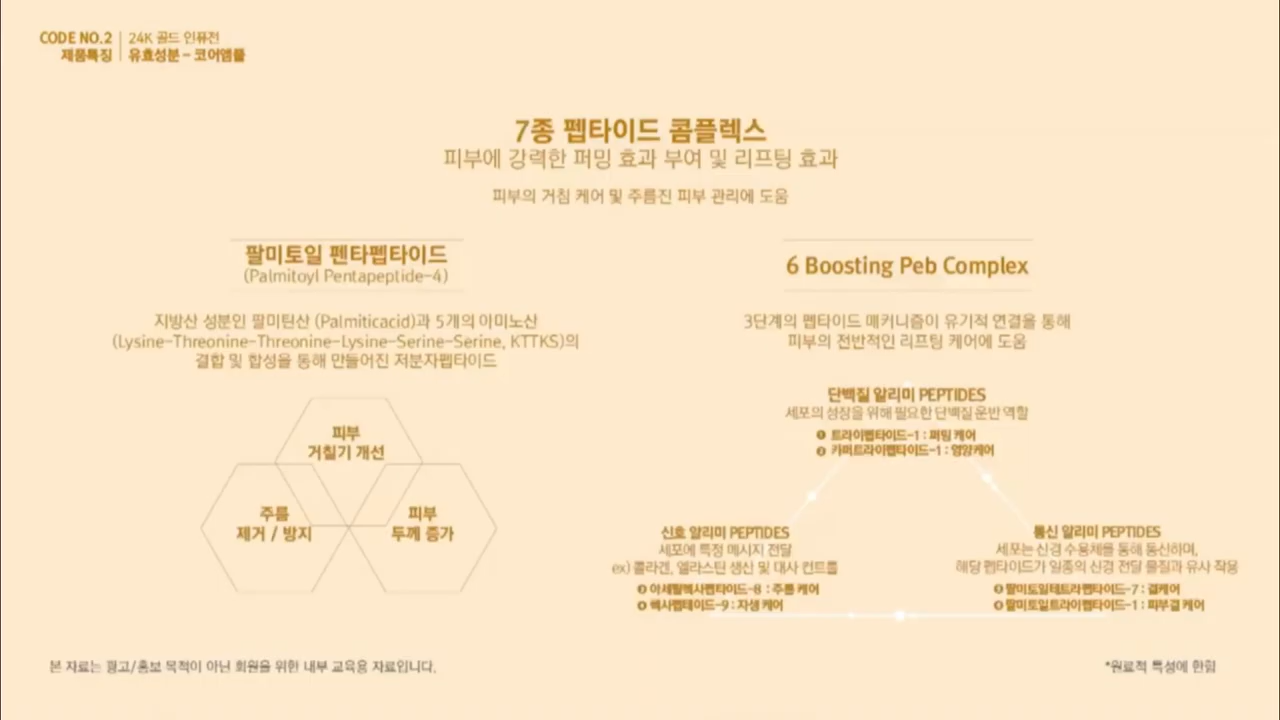 CODE NO.2
제품특징
24K 골드 인퓨전
유효성분 - 코어앰플
7종 펩타이드 콤플렉스
피부에 강력한 퍼밍 효과 부여 및 리프팅 효과
피부의 거침 케어 및 주름진 피부 관리에 도움
팔미토일 펜타펩타이드
(Palmitoyl Pentapeptide-4)
지방산 성분인 팔미틴산 (Palmiticacid)과 5개의 아미노산
(Lysine-Threonine-Threonine-Lysine-Serine-Serine, KTTKS)의
결합 및 합성을 통해 만들어진 저분자펩타이드
피부
거칠기 개선
주름
제거 / 방지
피부
두께 증가
6 Boosting Peb Complex
3단계의 펩타이드 매커니즘이 유기적 연결을 통해
피부의 전반적인 리프팅 케어에 도움
단백질 알리미 PEPTIDES
세포의 성장을 위해 필요한 단백질 운반 역할
❶ 트라이펩타이드-1 : 퍼밍 케어
❷ 카퍼트라이펩타이드-1 : 영양케어
신호 알리미 PEPTIDES
세포에 특정 메시지 전달
ex) 콜라겐, 엘라스틴 생산 및 대사 컨트롤
❸ 아세틸헥사펩타이드-8 : 주름 케어
❹ 헥사펩테이드-9 : 자생 케어
통신 알리미 PEPTIDES
세포는 신경 수용체를 통해 통신하며,
해당 펩타이드가 일종의 신경 전달 물질과 유사 작용
팔미토일테트라펩타이드-7 : 결케어
팔미토일트라이펩타이드-1 : 피부결 케어
본 자료는 광고/홍보 목적이 아닌 회원을 위한 내부 교육용 자료입니다.
*원료적 특성에 한함